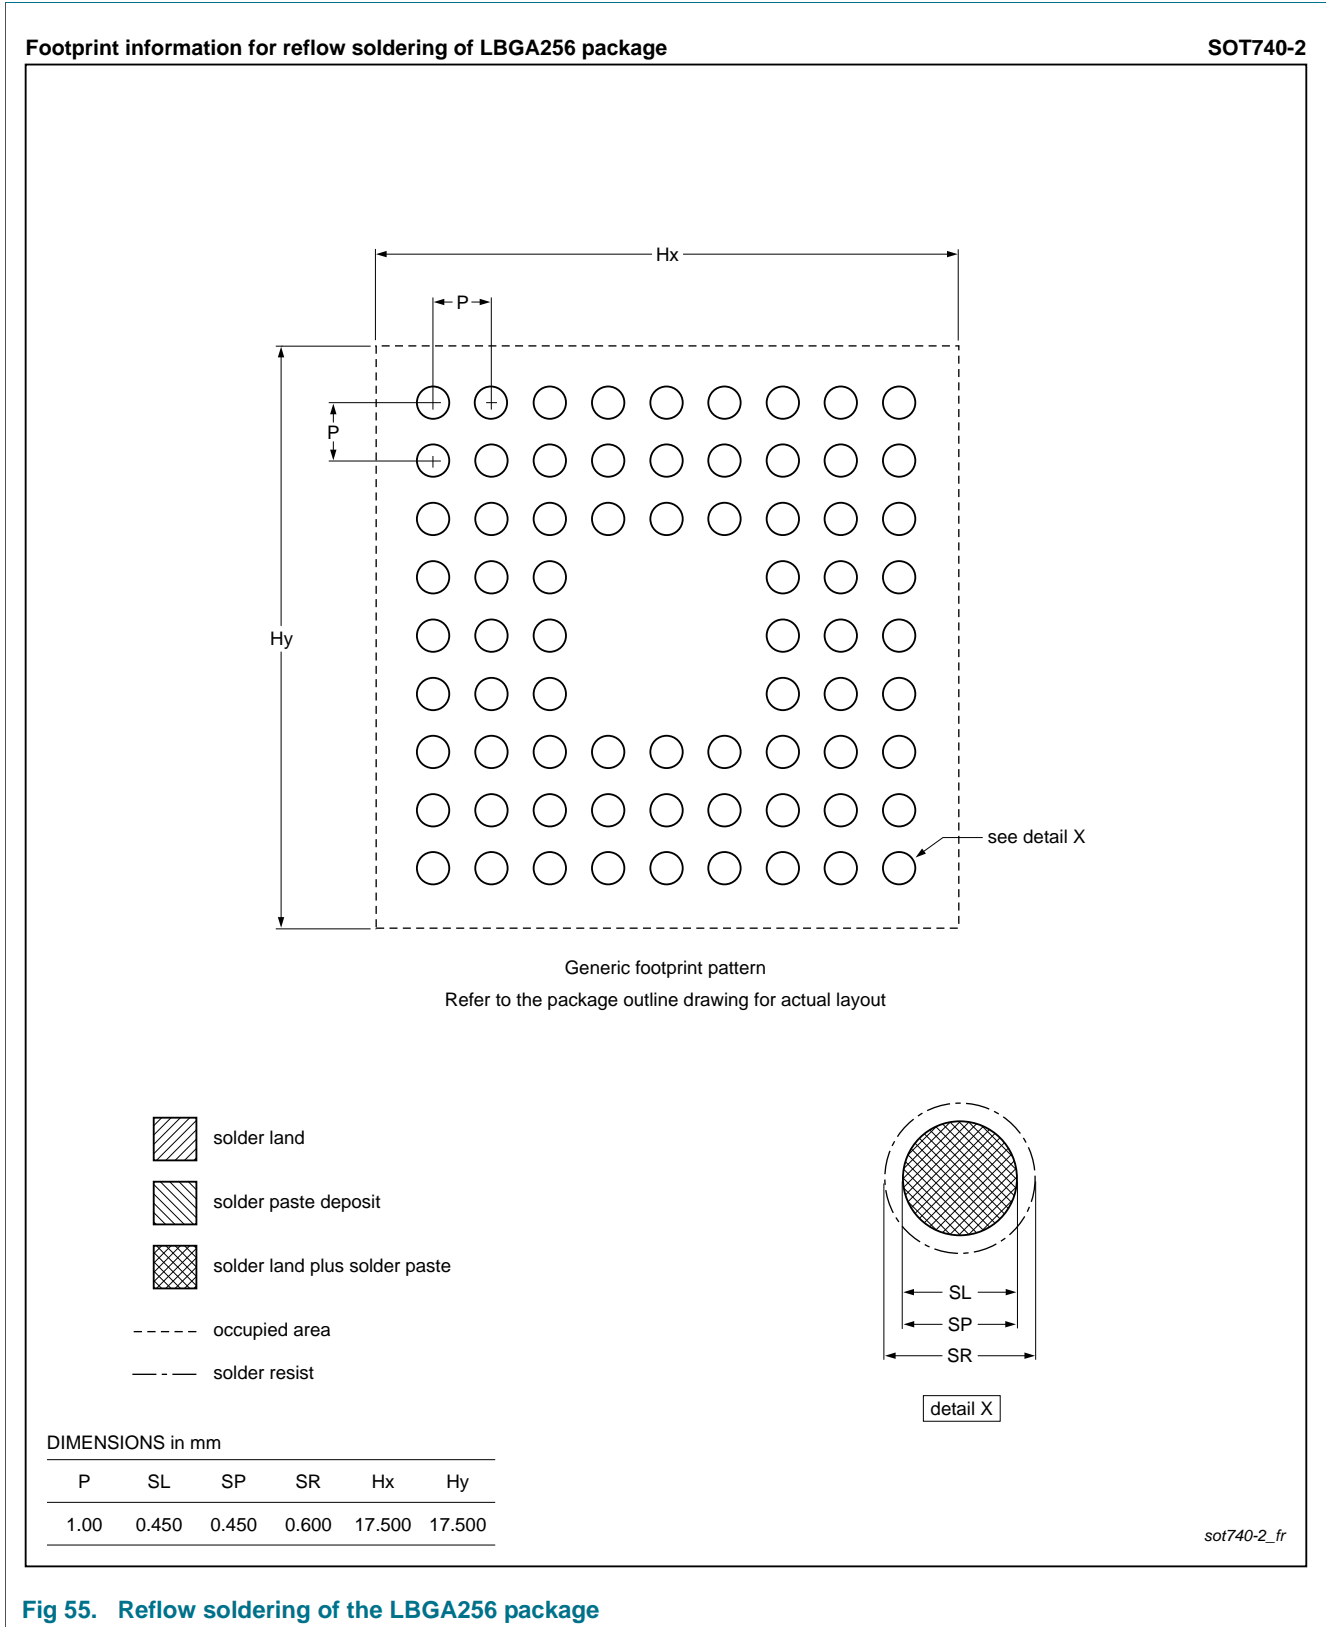 Footprint information for reflow soldering of LBGA256 package SOT740-2
Hx
P
P
Hy
see detail X
Generic footprint pattern
Refer to the package outline drawing for actual layout
solder land
solder paste deposit
solder land plus solder paste
occupied area
solder resist
SL
SP
SR
detail X
DIMENSIONS in mm
P SL SP SR Hx Hy
1.00 0.450 0.450 0.600 17.500 17.500
sot740-2_fr
Fig 55. Reflow soldering of the LBGA256 package